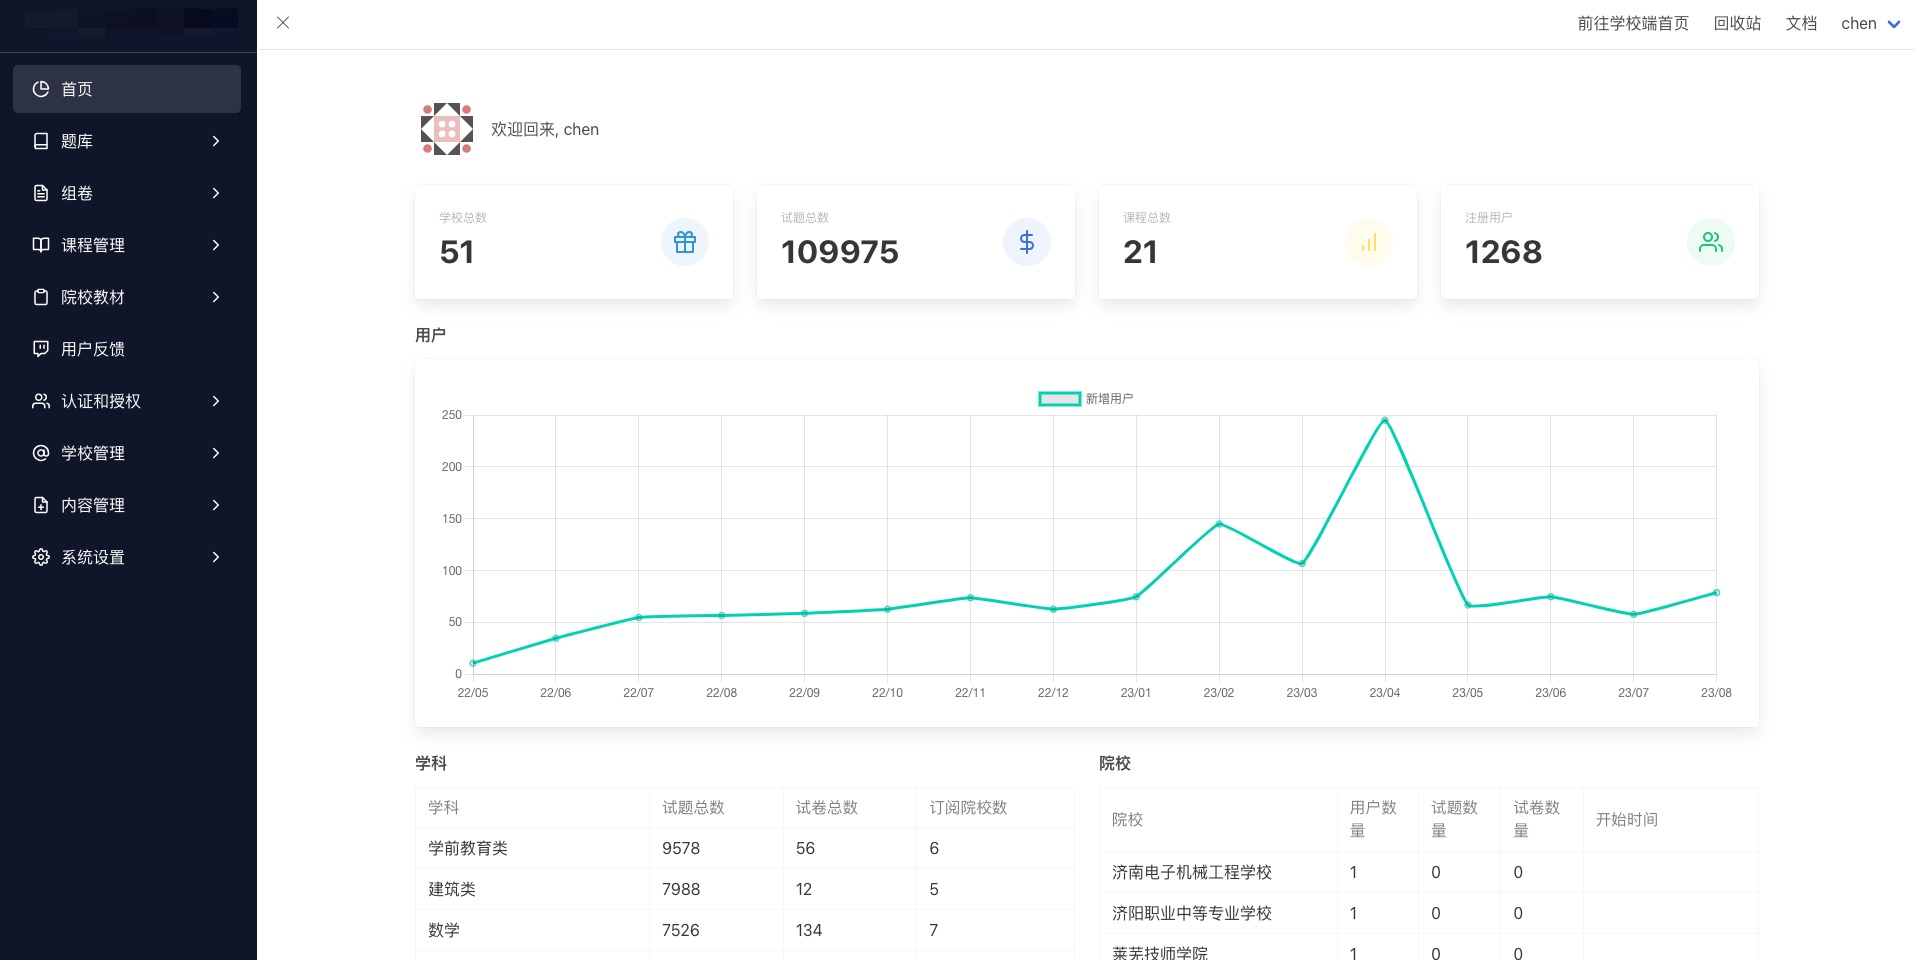 前往学校端首页 回收站 文档 chen
首页
题库
组卷
课程管理
院校教材
用户反馈
认证和授权
学校管理
内容管理
系统设置
欢迎回来, chen
学校总数
51
试题总数
109975
课程总数
21
注册用户
1268
用户
新增用户
250
200
150
100
50
0
22/05 22/06 22/07 22/08 22/09 22/10 22/11 22/12 23/01 23/02 23/03 23/04 23/05 23/06 23/07 23/08
学科
学科 试题总数 试卷总数 订阅院校数
学前教育类 9578 56 6
建筑类 7988 12 5
数学 7526 134 7
院校
院校 用户数量 试题数量 试卷数量 开始时间
济南电子机械工程学校 1 0 0
济阳职业中等专业学校 1 0 0
莱芜技师学院 1 0 0